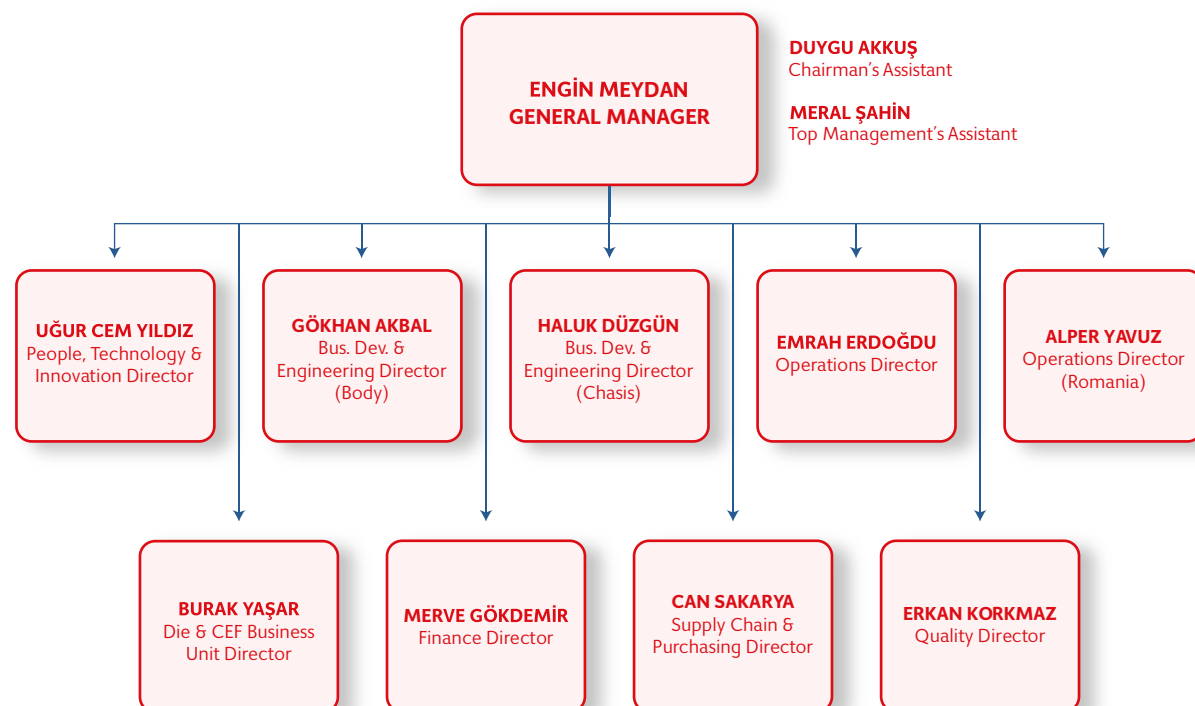 ENGİN MEYDAN
GENERAL MANAGER
DUYGU AKKUŞ
Chairman's Assistant
MERAL ŞAHİN
Top Management's Assistant
UĞUR CEM YILDIZ
People, Technology &
Innovation Director
GÖKHAN AKBAL
Bus. Dev. &
Engineering Director
(Body)
HALUK DÜZGÜN
Bus. Dev. &
Engineering Director
(Chasis)
EMRAH ERDOĞDU
Operations Director
ALPER YAVUZ
Operations Director
(Romania)
BURAK YAŞAR
Die & CEF Business
Unit Director
MERVE GÖKDEMİR
Finance Director
CAN SAKARYA
Supply Chain &
Purchasing Director
ERKAN KORKMAZ
Quality Director